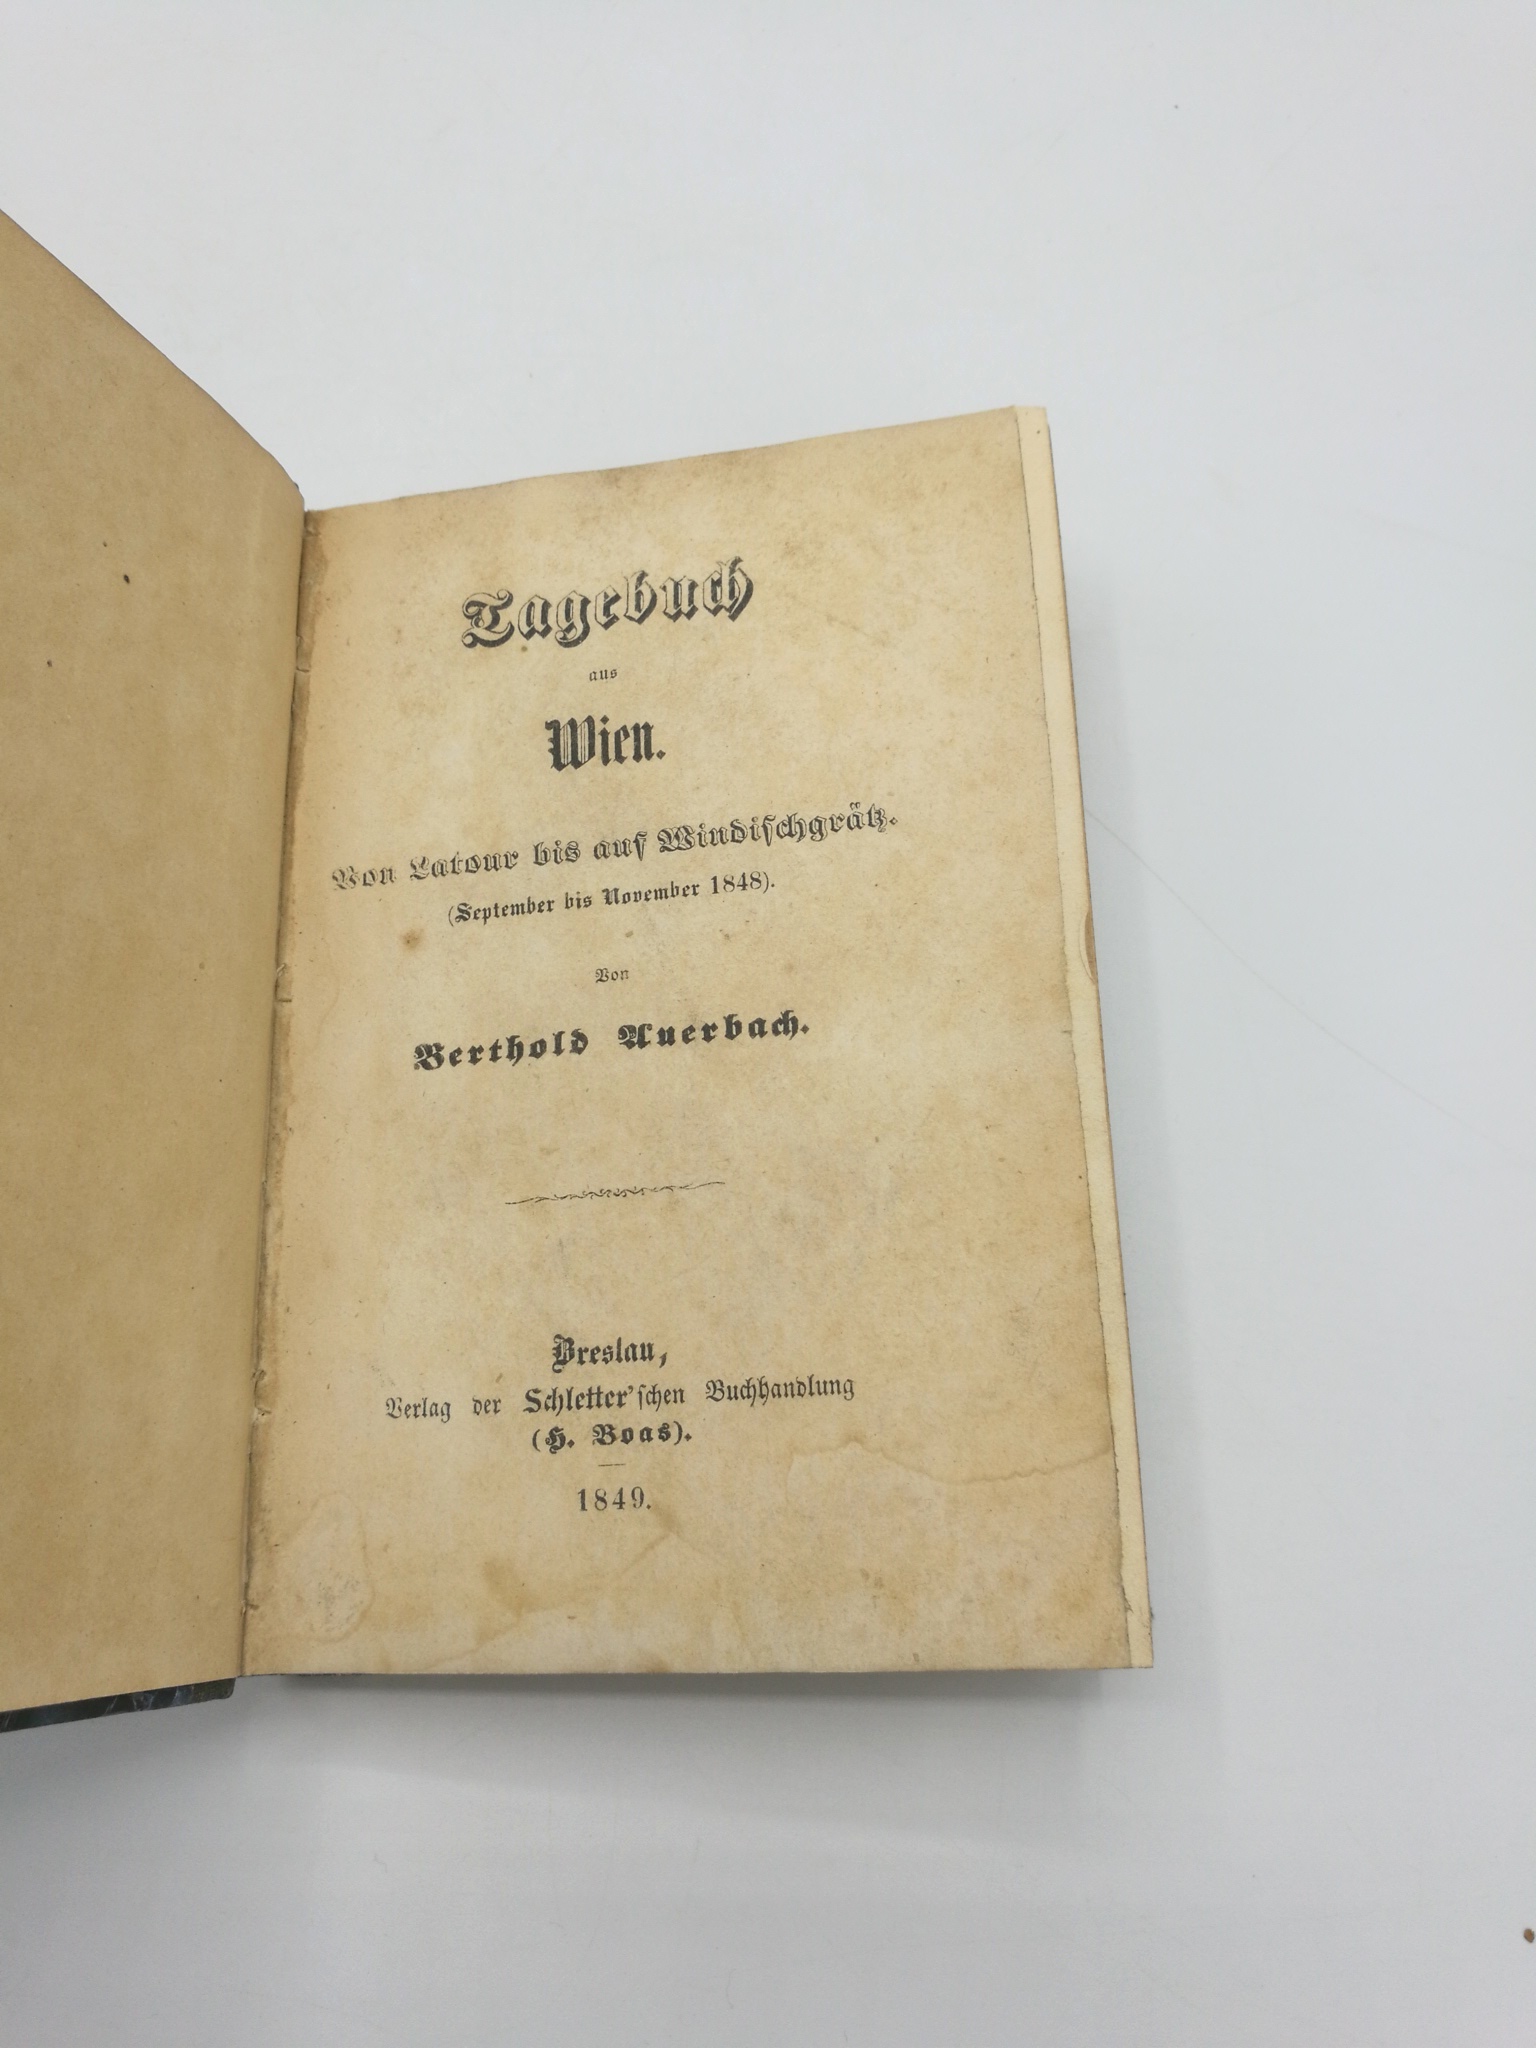 Tagebuch
aus
Wien.
Von Latour bis auf Windiſchgrätz.
(September bis November 1848).
Von
Berthold Auerbach.
Breslau,
Verlag der Schletter'ſchen Buchhandlung
(H. Boas).
1849.